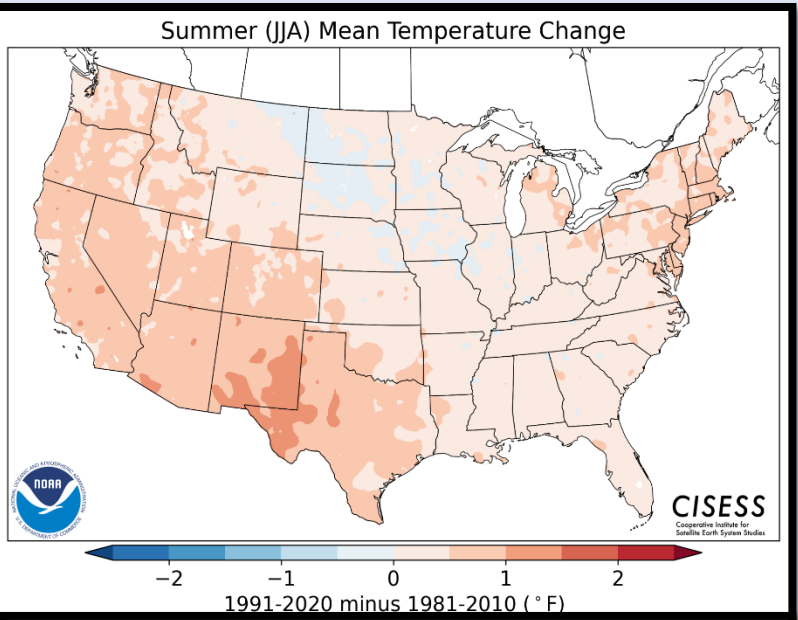 Summer (JJA) Mean Temperature Change
NATIONAL OCEANIC AND ATMOSPHERIC ADMINISTRATION
NOAA
U.S. DEPARTMENT OF COMMERCE
CISESS
Cooperative Institute for
Satellite Earth System Studies
−2 −1 0 1 2
1991-2020 minus 1981-2010 (°F)